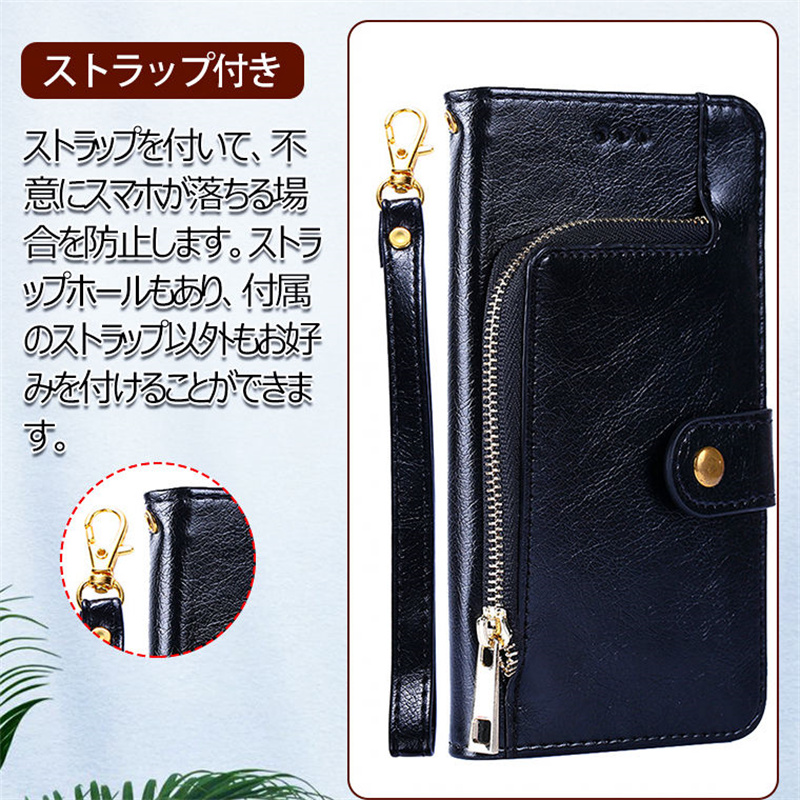 ストラップ付き
ストラップを付いて、不
意にスマホが落ちる場
合を防止します。ストラ
ップホールもあり、付属
のストラップ以外もお好
みを付けることができま
す。